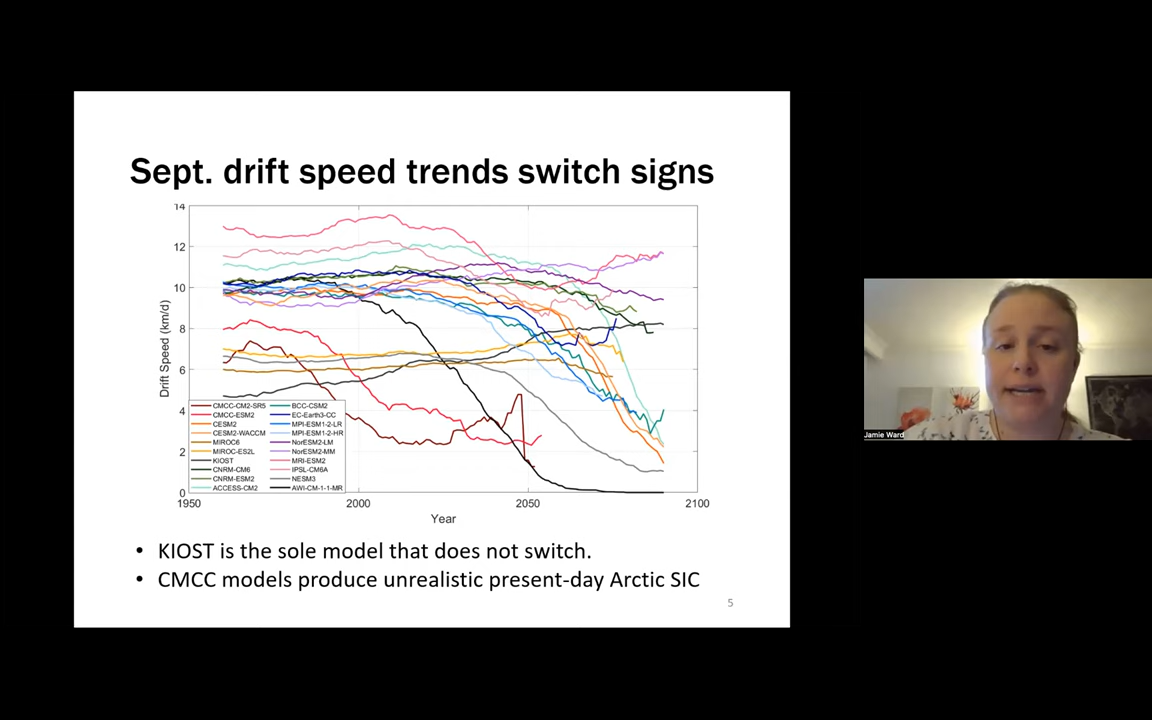 Sept. drift speed trends switch signs
14
12
10
8
6
4
2
0
Drift Speed (km/d)
1950
2000
2050
2100
Year
CMCC-CM2-SR5
CMCC-ESM2
CESM2
CESM2-WACCM
MIROC6
MIROC-ES2L
KIOST
CNRM-CM6
CNRM-ESM2
ACCESS-CM2
BCC-CSM2
EC-Earth3-CC
MPI-ESM1-2-LR
MPI-ESM1-2-HR
NorESM2-LM
NorESM2-MM
MRI-ESM2
IPSL-CM6A
NESM3
AWI-CM-1-1-MR
• KIOST is the sole model that does not switch.
• CMCC models produce unrealistic present-day Arctic SIC
5
Jamie Ward